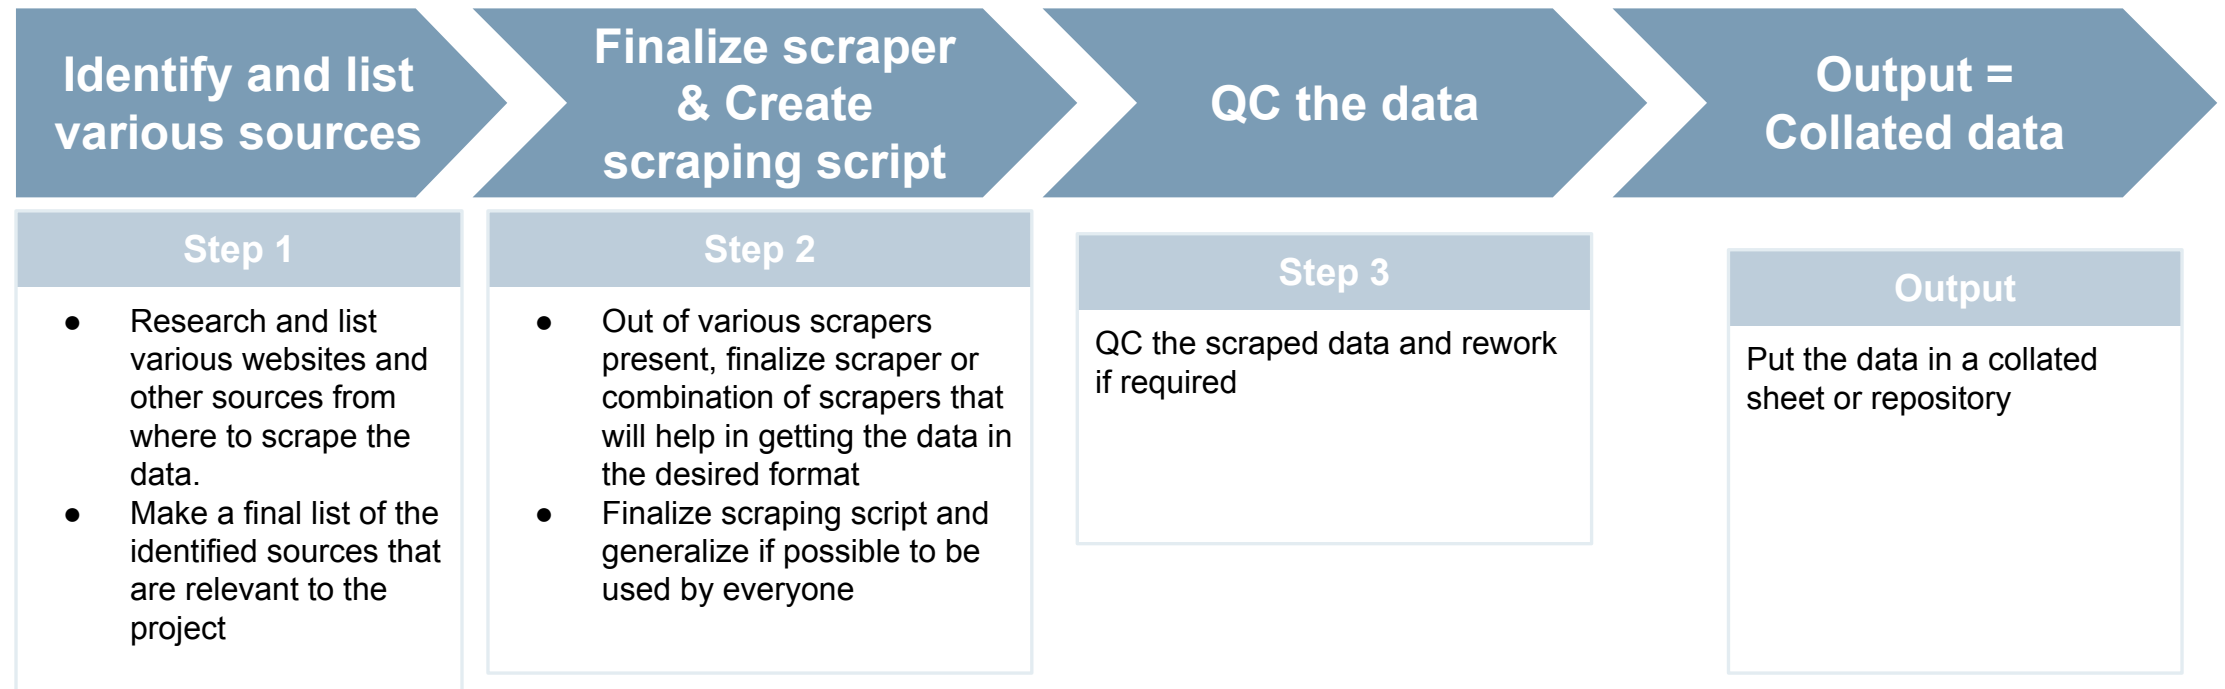 Identify and list
various sources
Finalize scraper
& Create
scraping script
QC the data
Output =
Collated data
Step 1
● Research and list
various websites and
other sources from
where to scrape the
data.
● Make a final list of the
identified sources that
are relevant to the
project
Step 2
● Out of various scrapers
present, finalize scraper or
combination of scrapers that
will help in getting the data in
the desired format
● Finalize scraping script and
generalize if possible to be
used by everyone
Step 3
QC the scraped data and rework
if required
Output
Put the data in a collated
sheet or repository